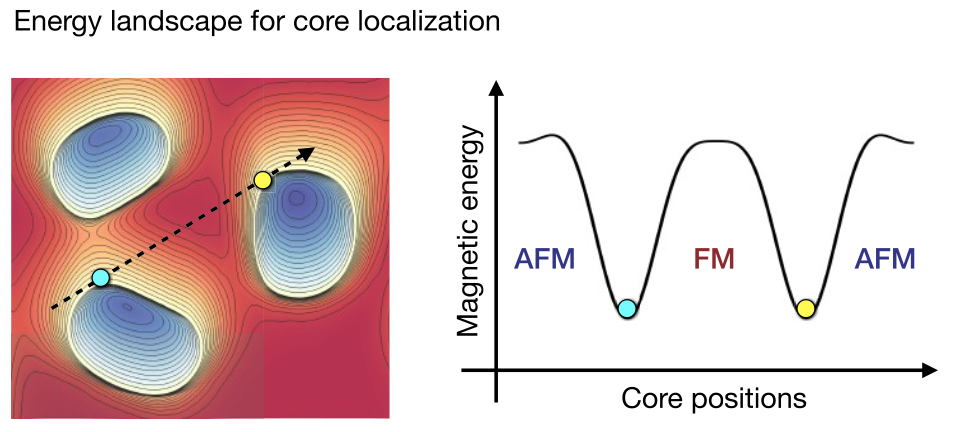 Energy landscape for core localization
Magnetic energy
AFM
FM
AFM
Core positions